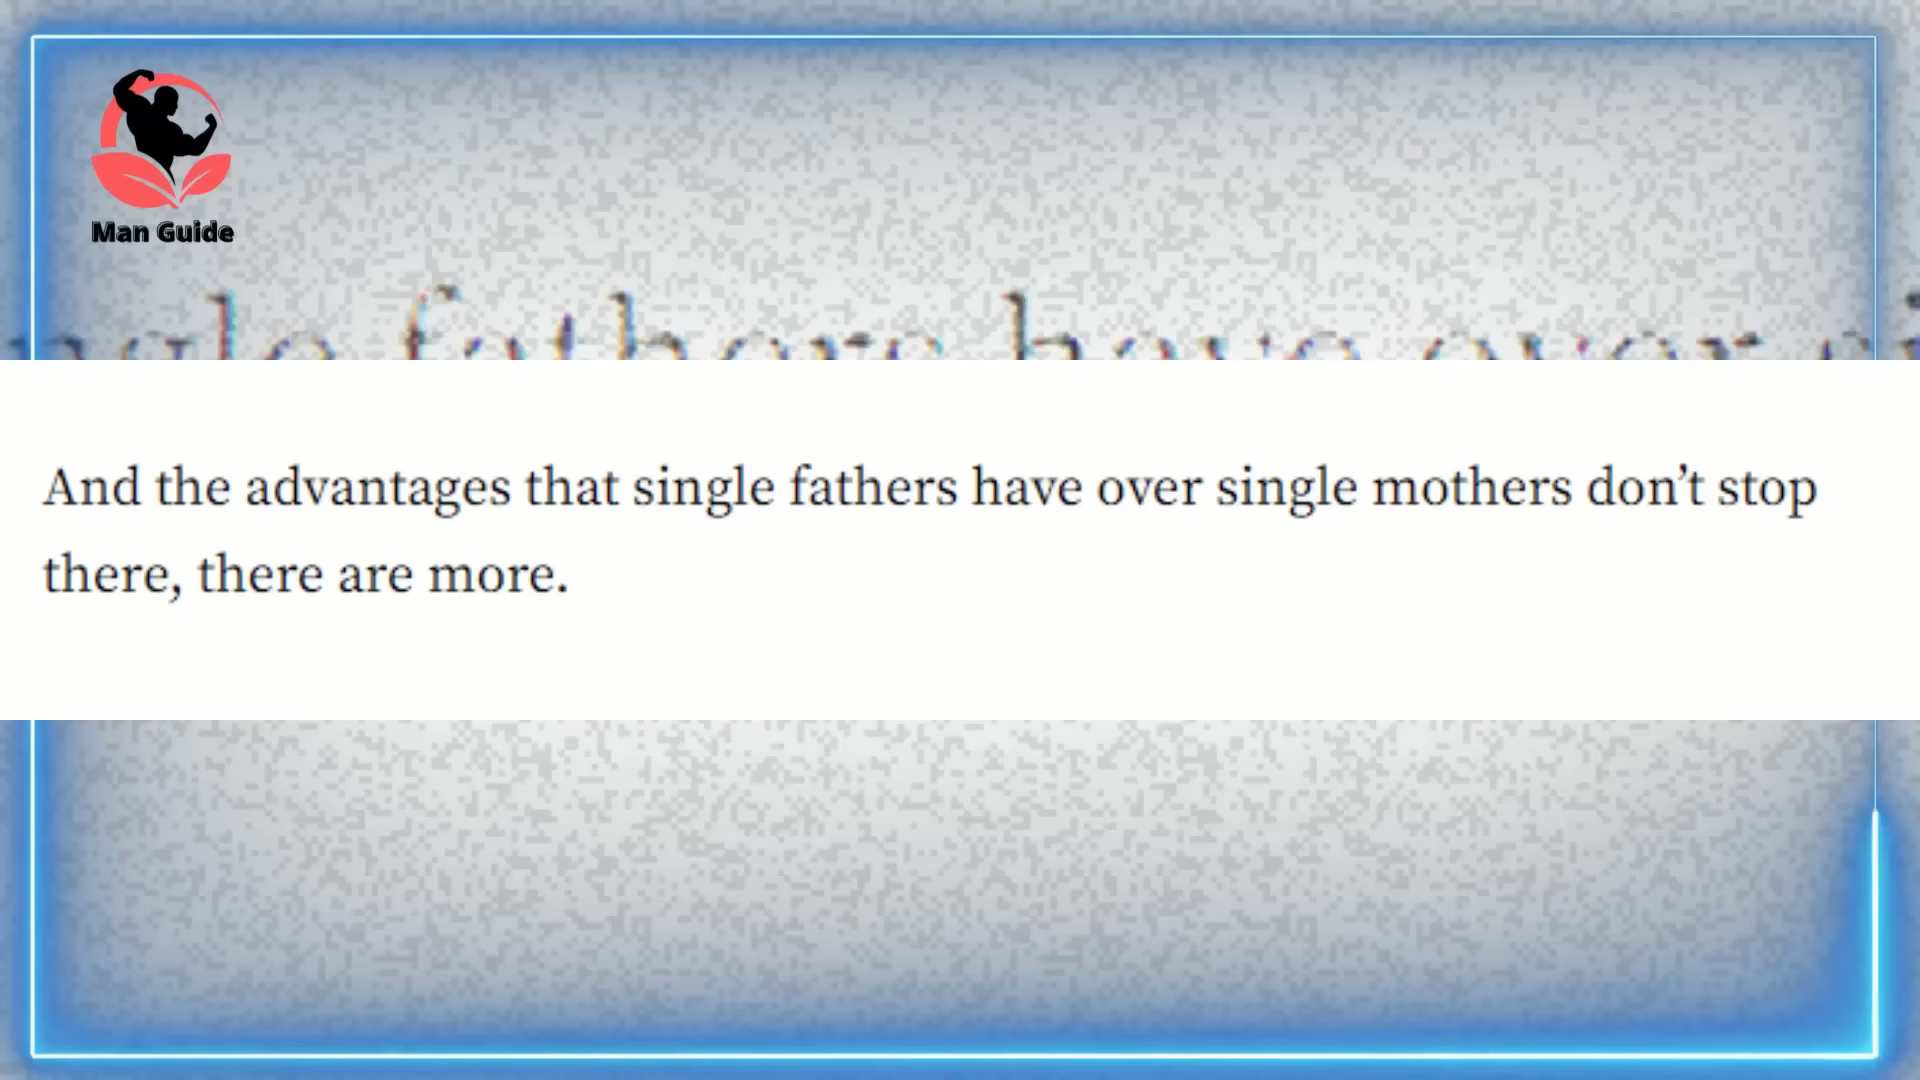 Man Guide
And the advantages that single fathers have over single mothers don’t stop
there, there are more.